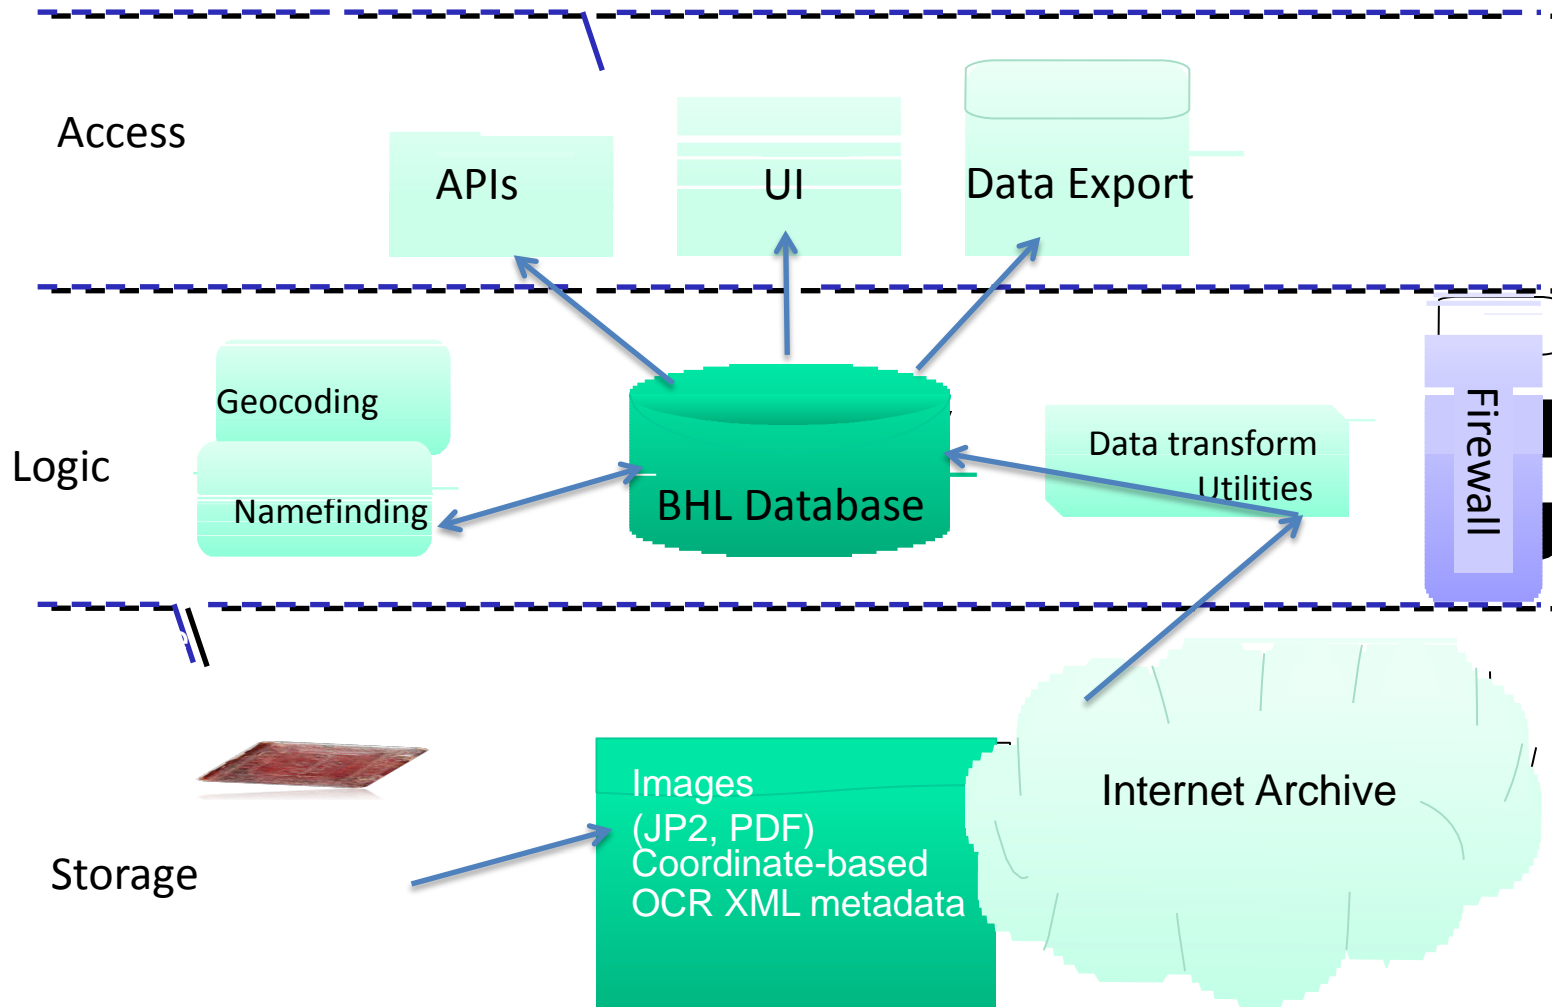 Access
APIs
UI
Data Export
Logic
Geocoding
Namefinding
BHL Database
Data transform
Utilities
Firewall
Storage
Images
(JP2, PDF)
Coordinate-based
OCR XML metadata
Internet Archive